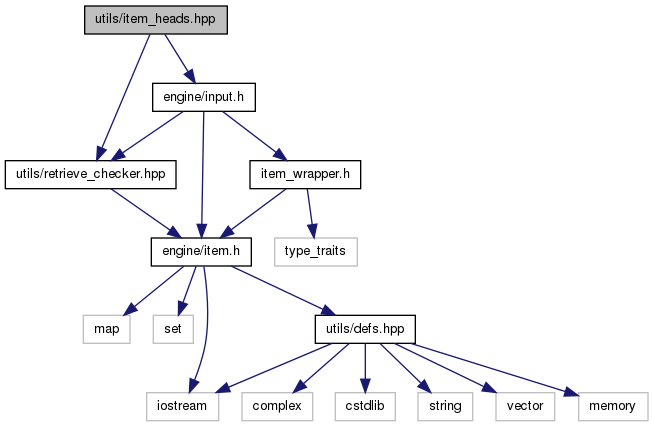 utils/item_heads.hpp
engine/input.h
utils/retrieve_checker.hpp
item_wrapper.h
engine/item.h
type_traits
map
set
utils/defs.hpp
iostream
complex
cstdlib
string
vector
memory